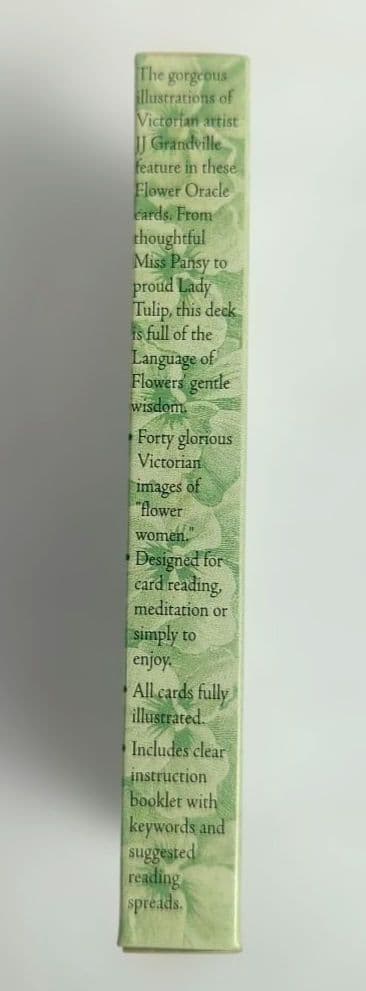 The gorgeous
illustrations of
Victorian artist
JJ Grandville
feature in these
Flower Oracle
cards. From
thoughtful
Miss Pansy to
proud Lady
Tulip, this deck
is full of the
Language of
Flowers' gentle
wisdom.
• Forty glorious
Victorian
images of
"flower
women."
• Designed for
card reading,
meditation or
simply to
enjoy.
• All cards fully
illustrated.
• Includes clear
instruction
booklet with
keywords and
suggested
reading
spreads.